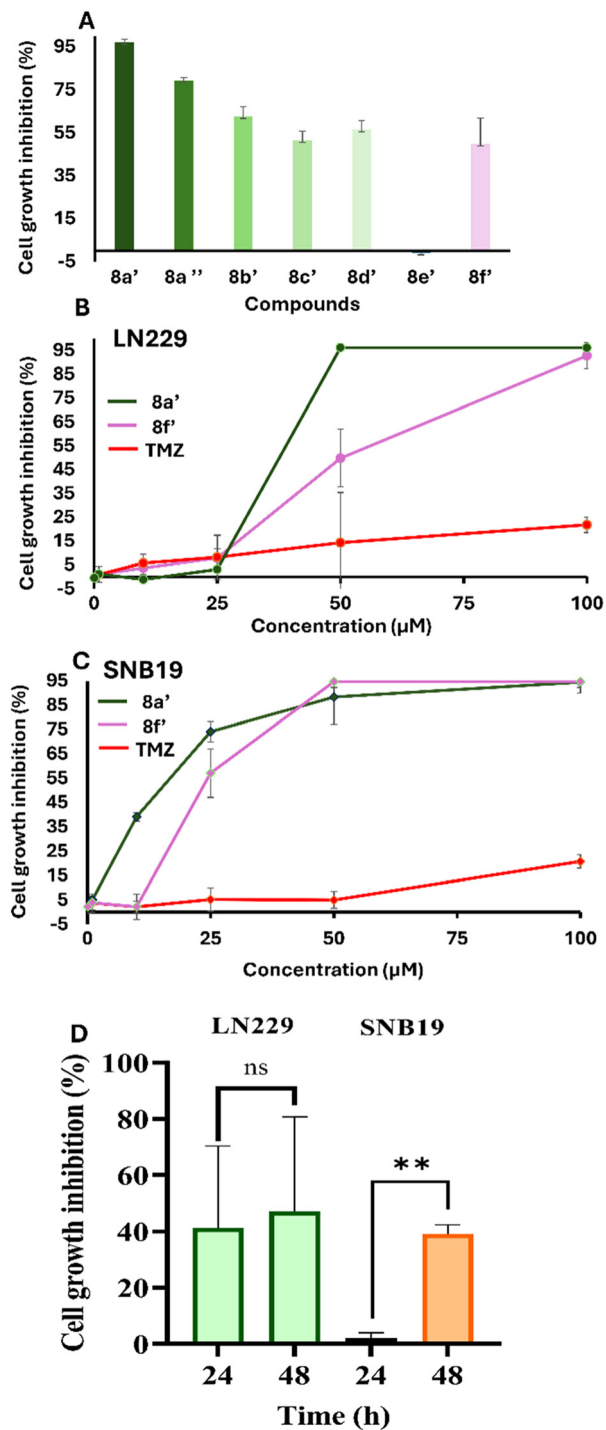 A
Cell growth inhibition (%)
95
75
55
35
15
-5
8a’ 8a’’ 8b’ 8c’ 8d’ 8e’ 8f’
Compounds
B
LN229
Cell growth inhibition (%)
95
85
75
65
55
45
35
25
15
5
-5
8a’
8f’
TMZ
0 25 50 75 100
Concentration (µM)
C
SNB19
Cell growth inhibition (%)
95
85
75
65
55
45
35
25
15
5
-5
8a’
8f’
TMZ
0 25 50 75 100
Concentration (µM)
D
LN229 SNB19
Cell growth inhibition (%)
100
80
60
40
20
0
ns
**
24 48 24 48
Time (h)